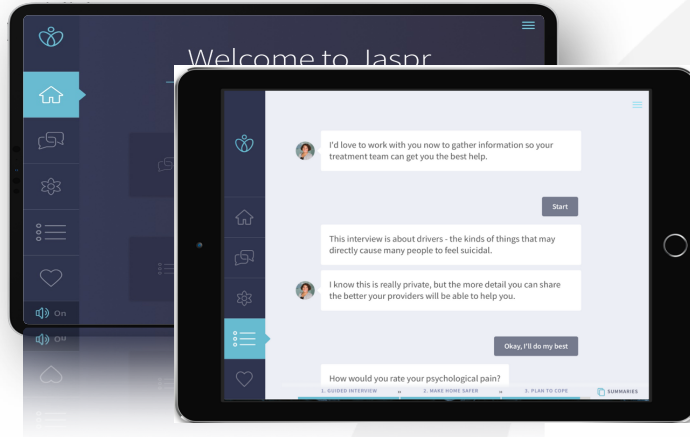 Welcome to Jaspr
On
I'd love to work with you now to gather information so your
treatment team can get you the best help.
Start
This interview is about drivers - the kinds of things that may
directly cause many people to feel suicidal.
I know this is really private, but the more detail you can share
the better your providers will be able to help you.
Okay, I'll do my best
How would you rate your psychological pain?
1. GUIDED INTERVIEW
2. MAKE HOME SAFER
3. PLAN TO COPE
SUMMARIES